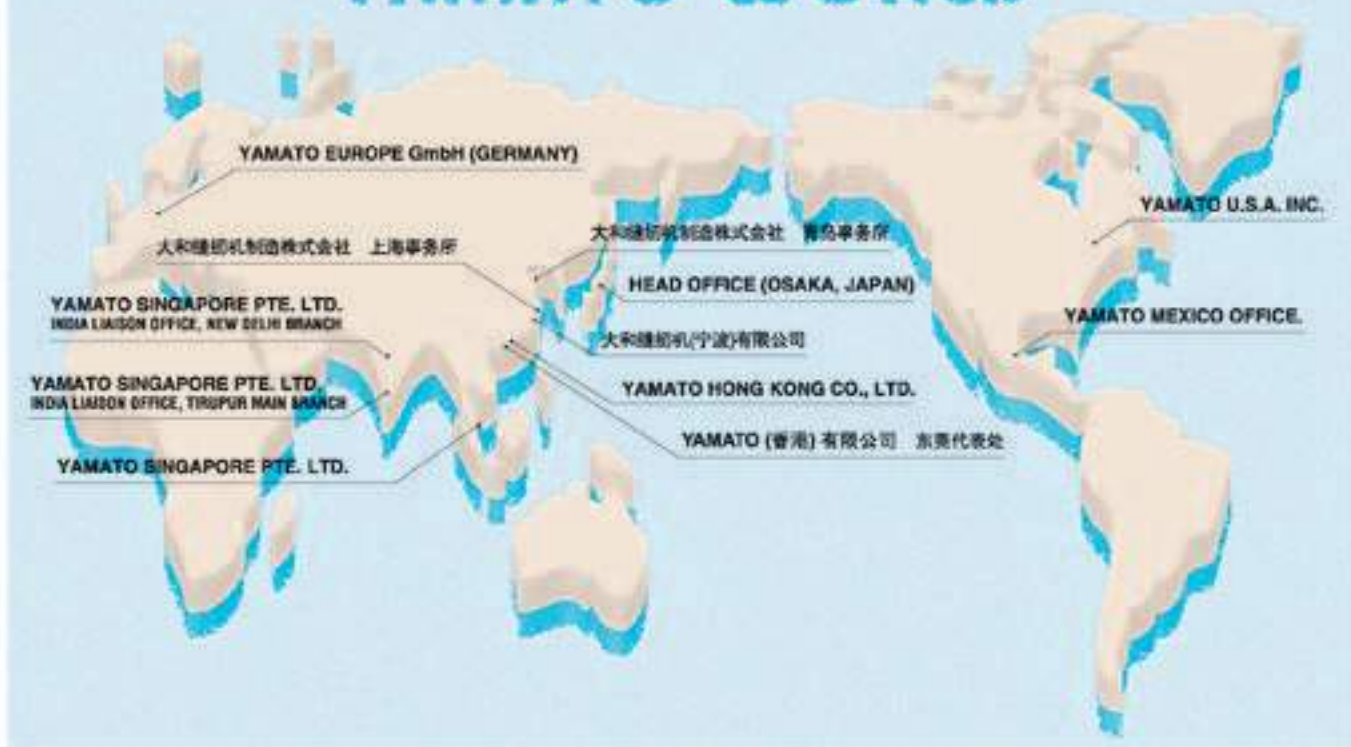 YAMATO EUROPE GmbH (GERMANY)
YAMATO U.S.A. INC.
大和缝纫机制造株式会社　上海事务所
大和缝纫机制造株式会社　青岛事务所
HEAD OFFICE (OSAKA, JAPAN)
YAMATO SINGAPORE PTE. LTD.
INDIA LIAISON OFFICE, NEW DELHI BRANCH
YAMATO MEXICO OFFICE.
大和缝纫机(宁波)有限公司
YAMATO SINGAPORE PTE. LTD.
INDIA LIAISON OFFICE, TIRUPUR MAIN BRANCH
YAMATO HONG KONG CO., LTD.
YAMATO (香港) 有限公司　东莞代表处
YAMATO SINGAPORE PTE. LTD.